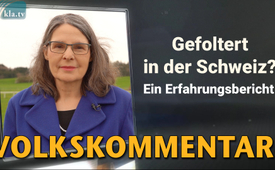 kla.tv
Gefoltert
in der Schweiz?
Ein Erfahrungsbericht
VOLKSKOMMENTAR